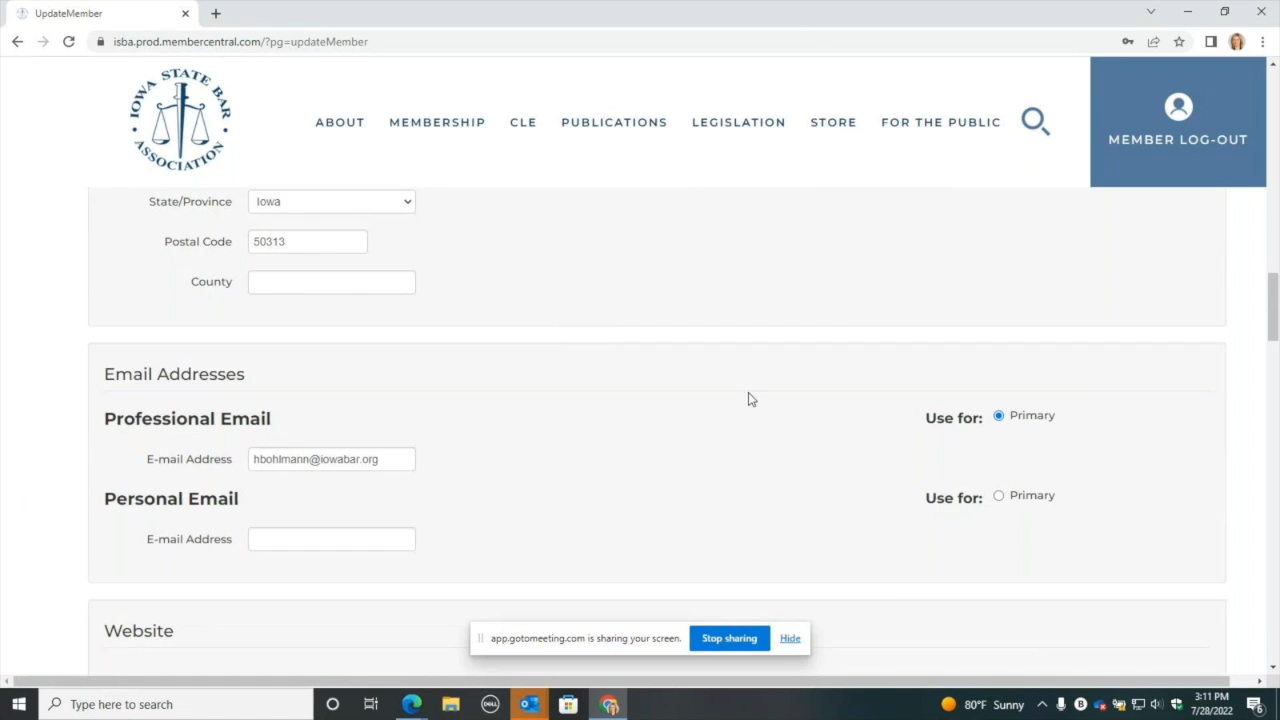 UpdateMember
isba.prod.membercentral.com/?pg=updateMember
IOWA STATE BAR ASSOCIATION
ABOUT MEMBERSHIP CLE PUBLICATIONS LEGISLATION STORE FOR THE PUBLIC
MEMBER LOG-OUT
State/Province Iowa
Postal Code 50313
County
Email Addresses
Professional Email Use for: Primary
E-mail Address hbohlmann@iowabar.org
Personal Email Use for: Primary
E-mail Address
Website
app.gotomeeting.com is sharing your screen. Stop sharing Hide
Type here to search
DELL
80°F Sunny
3:11 PM
7/28/2022
6